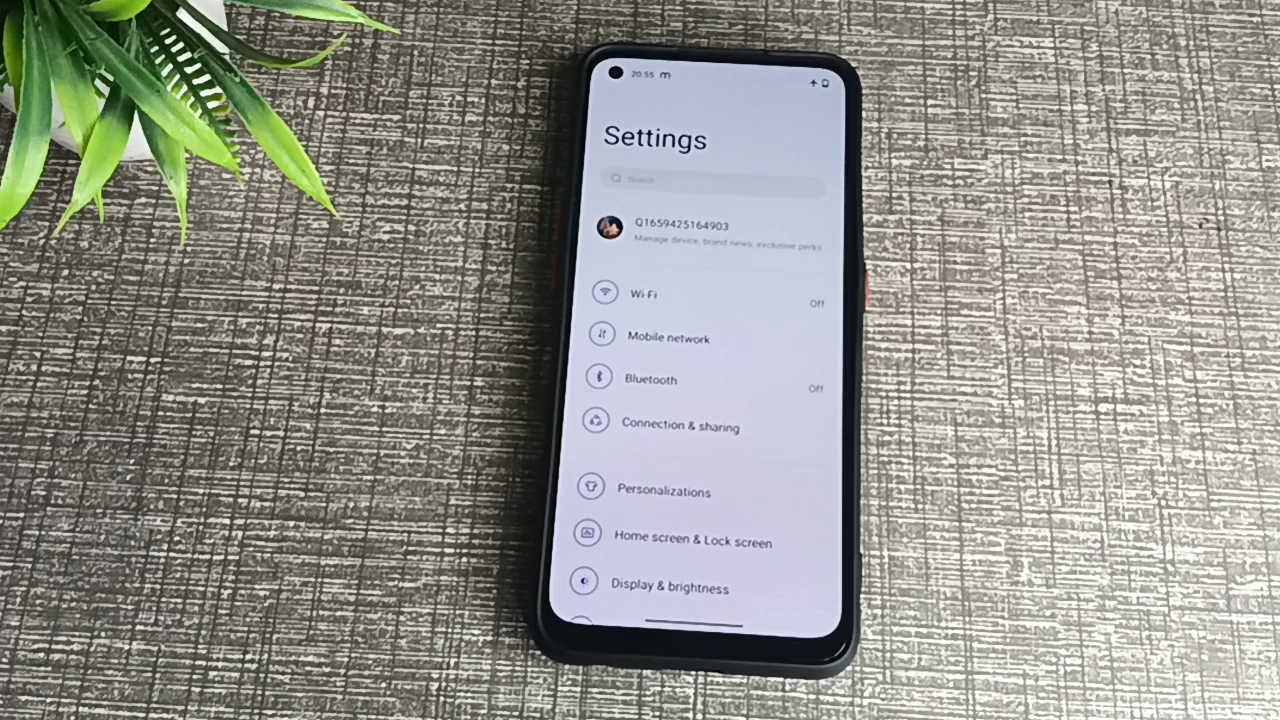 20:55 m
Settings
Search
Q1659425164903
Manage device, brand news, exclusive perks
Wi-Fi
Off
Mobile network
Bluetooth
Off
Connection & sharing
Personalizations
Home screen & Lock screen
Display & brightness